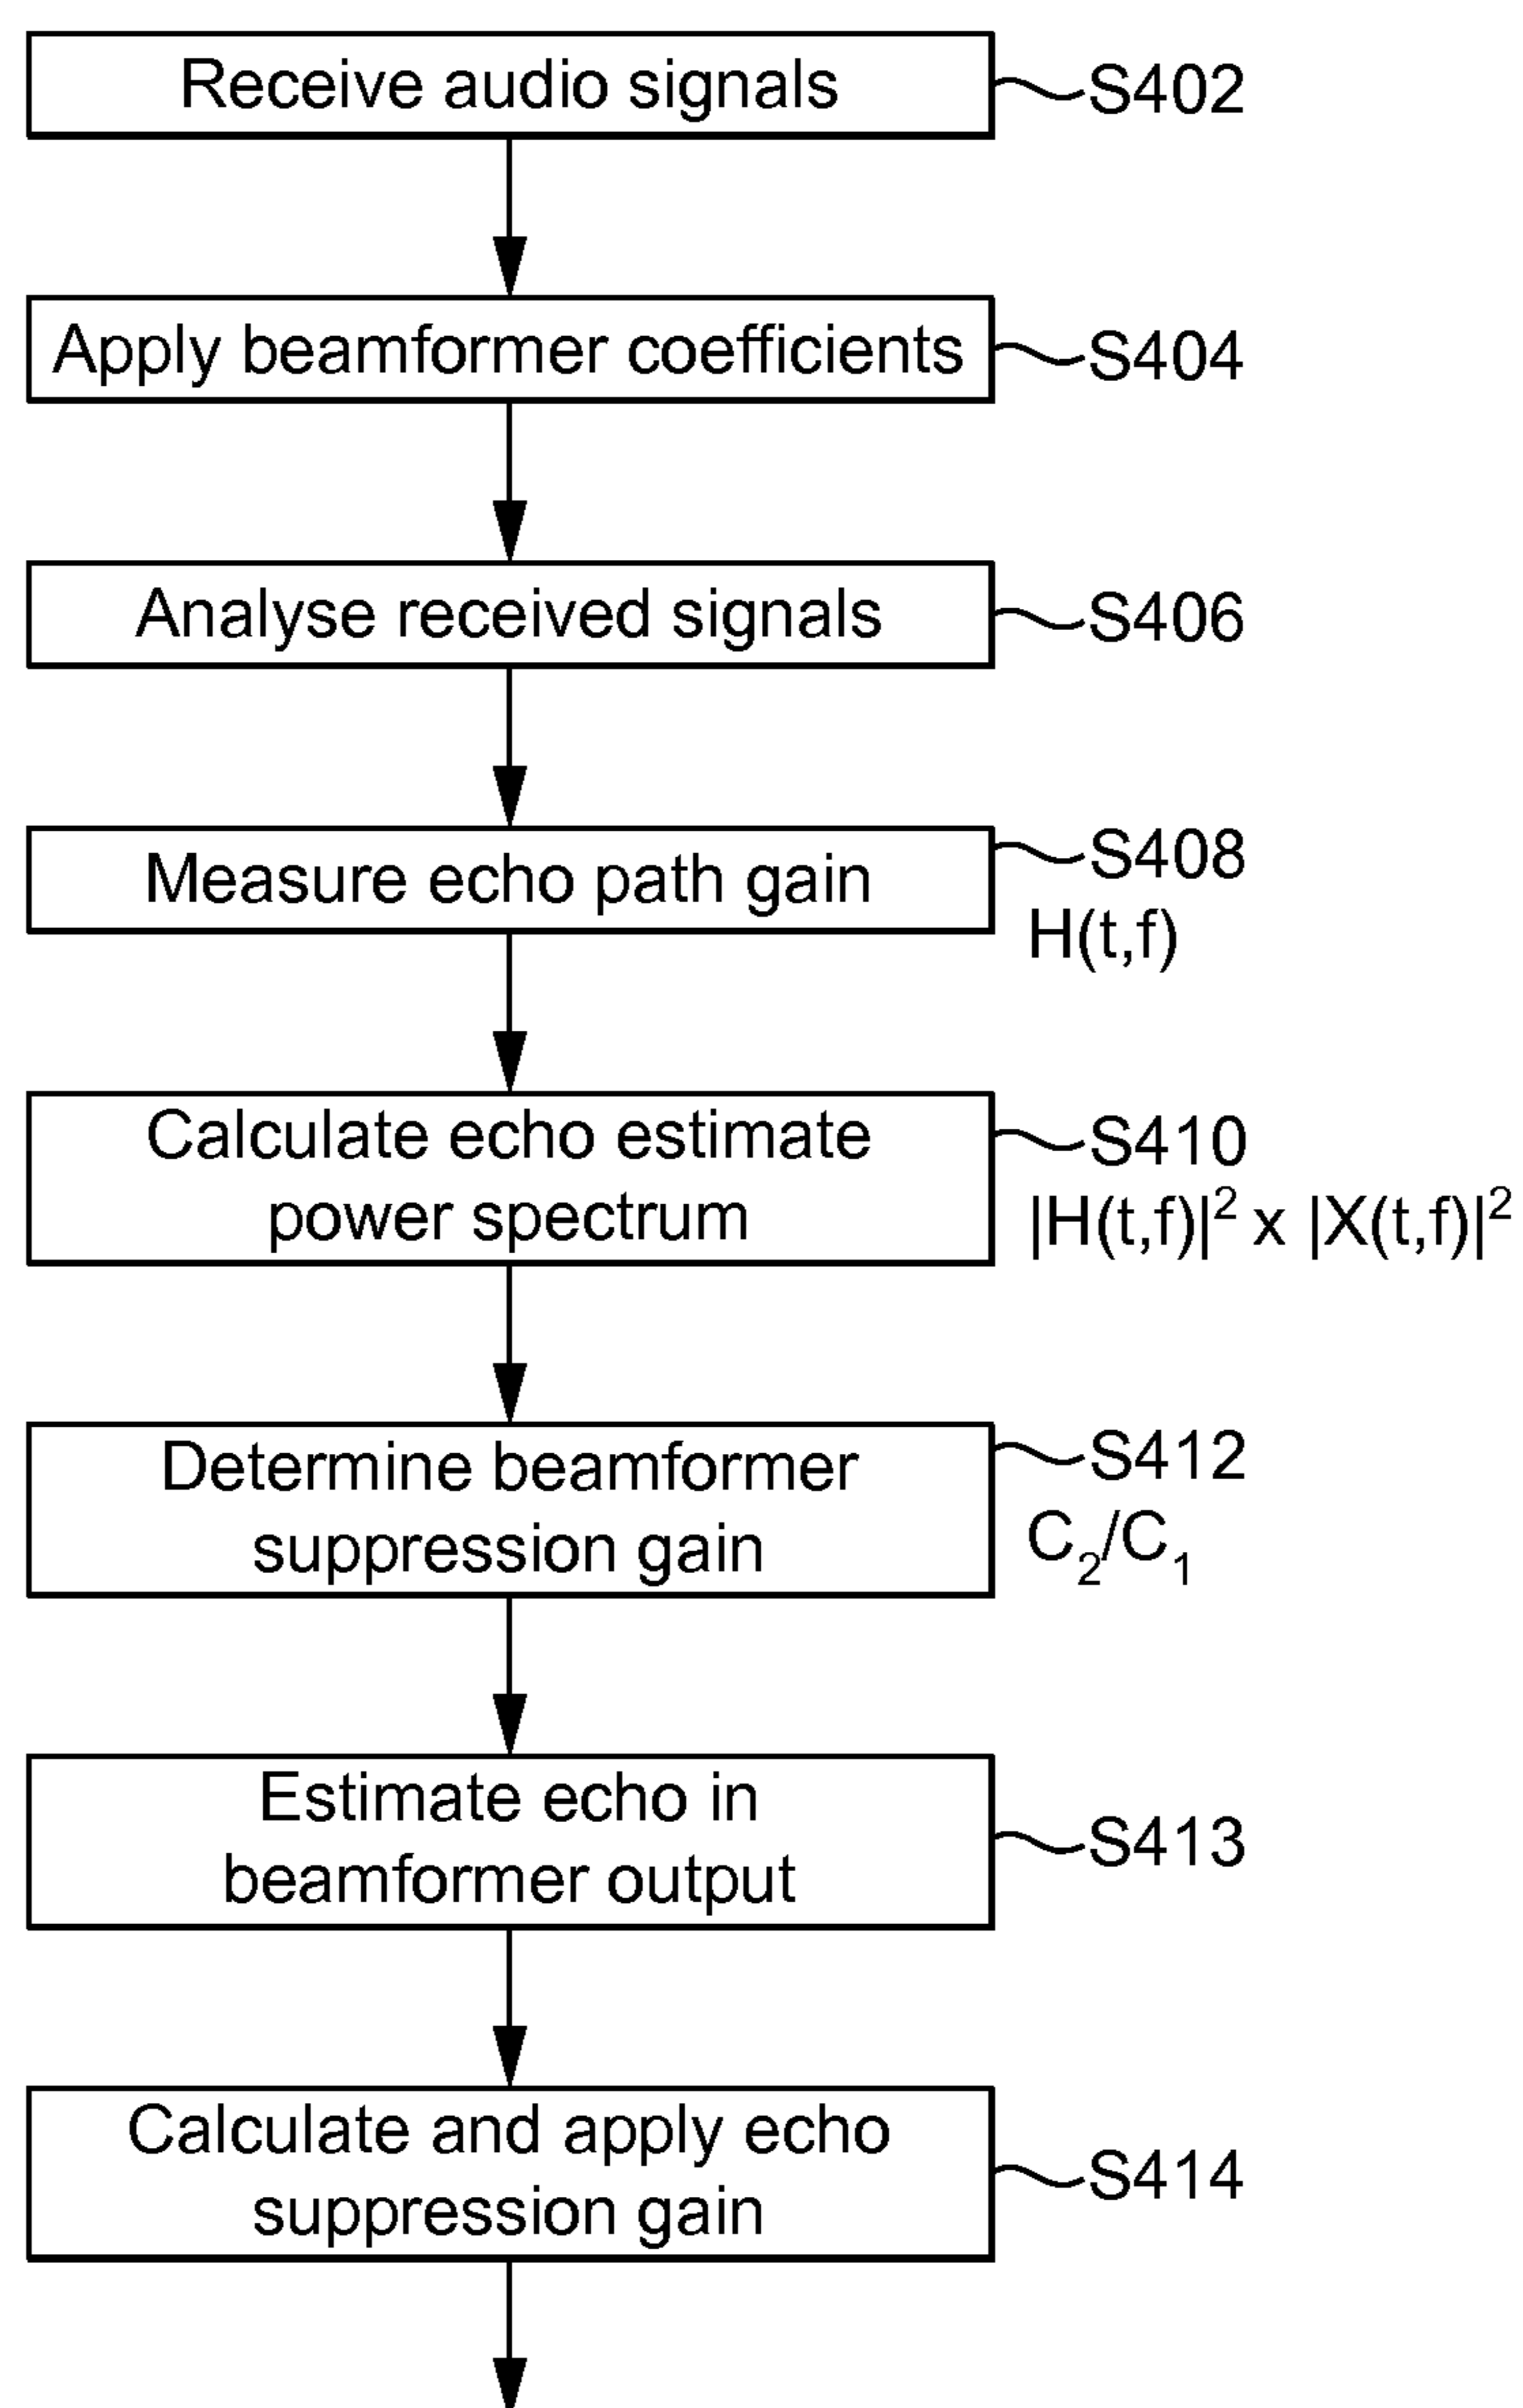 Receive audio signals S402
Apply beamformer coefficients S404
Analyse received signals S406
Measure echo path gain S408
H(t,f)
Calculate echo estimate
power spectrum
S410
|H(t,f)|² x |X(t,f)|²
Determine beamformer
suppression gain
S412
C₂/C₁
Estimate echo in
beamformer output
S413
Calculate and apply echo
suppression gain
S414